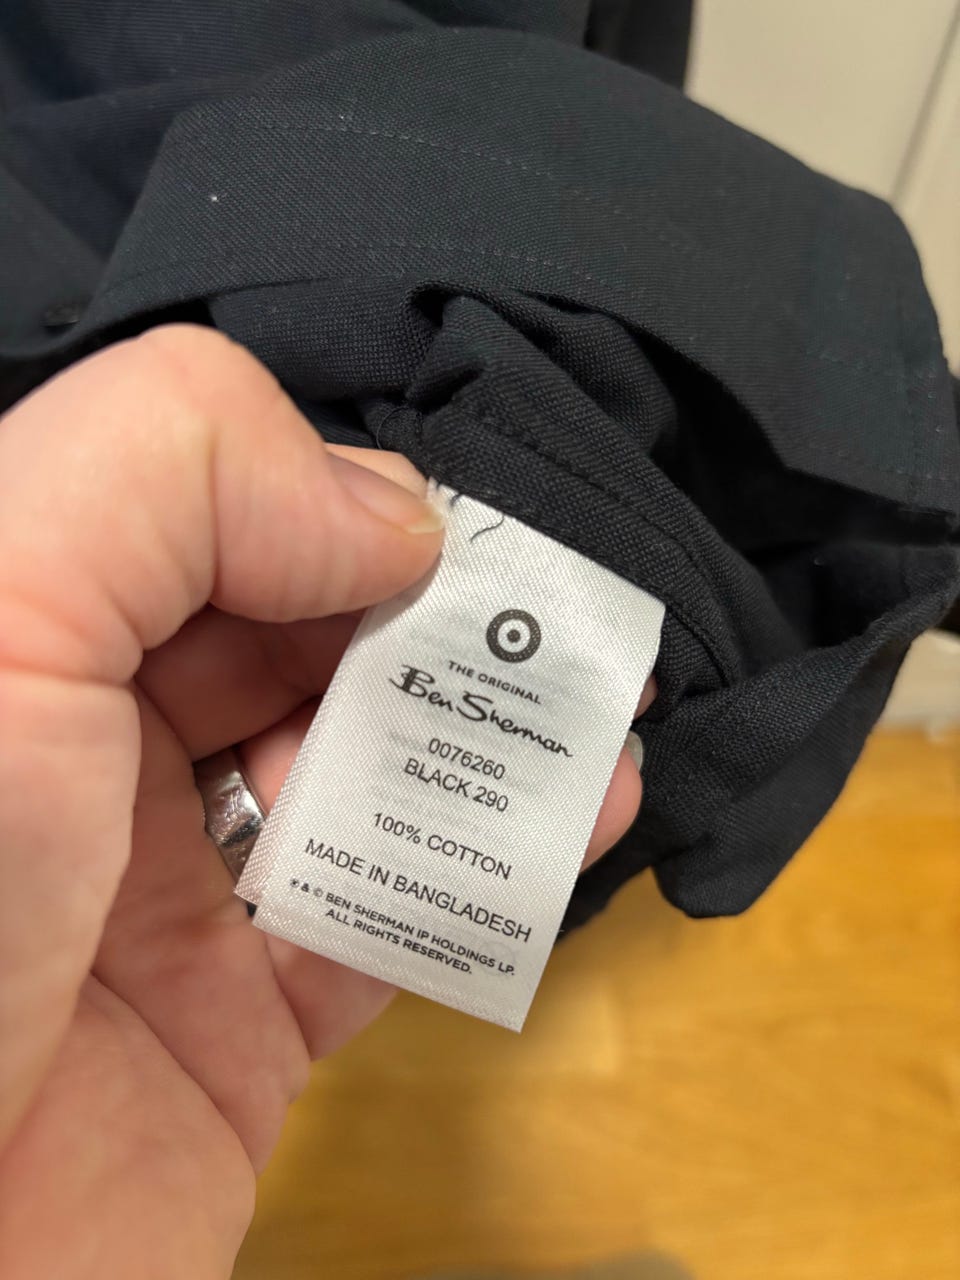 THE ORIGINAL
Ben Sherman
0076260
BLACK 290
100% COTTON
MADE IN BANGLADESH
® & © BEN SHERMAN IP HOLDINGS LP.
ALL RIGHTS RESERVED.